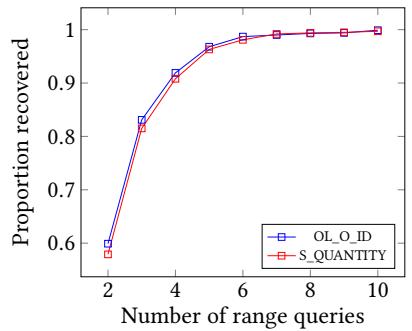 1
0.9
0.8
0.7
0.6
Proportion recovered
OL_O_ID
S_QUANTITY
2 4 6 8 10
Number of range queries